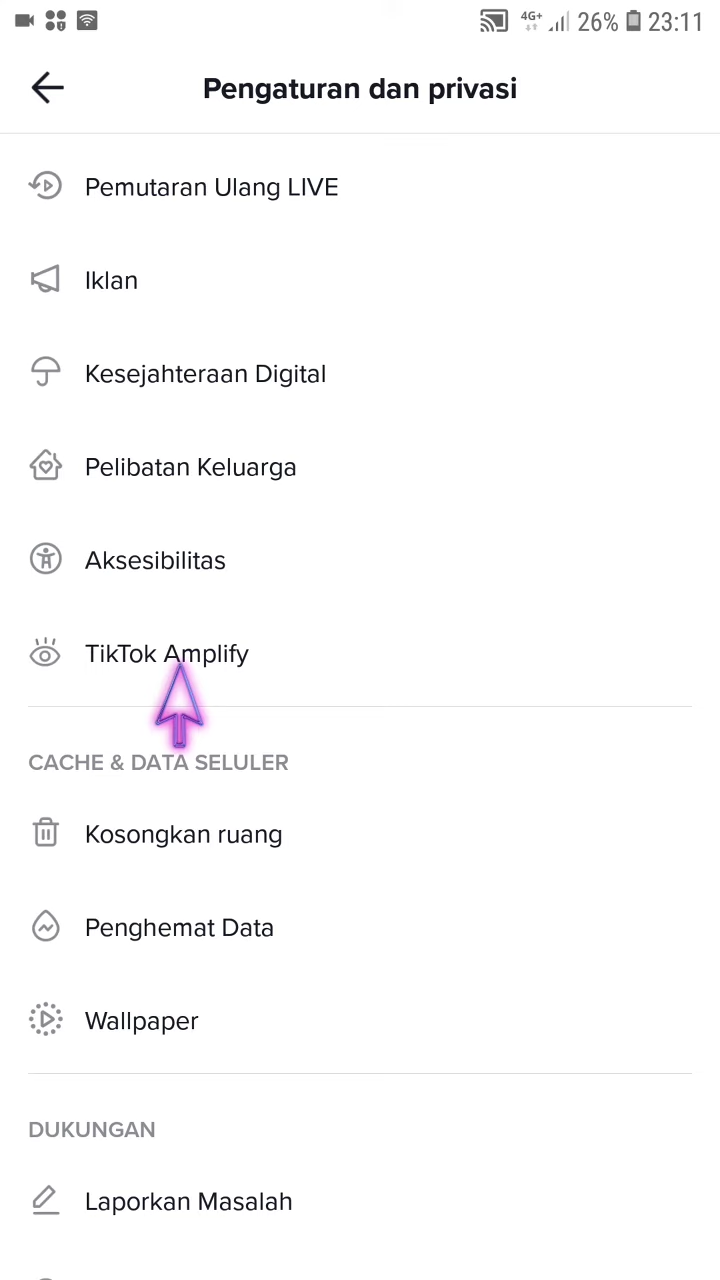 4G+ 26% 23:11
Pengaturan dan privasi
Pemutaran Ulang LIVE
Iklan
Kesejahteraan Digital
Pelibatan Keluarga
Aksesibilitas
TikTok Amplify
CACHE & DATA SELULER
Kosongkan ruang
Penghemat Data
Wallpaper
DUKUNGAN
Laporkan Masalah